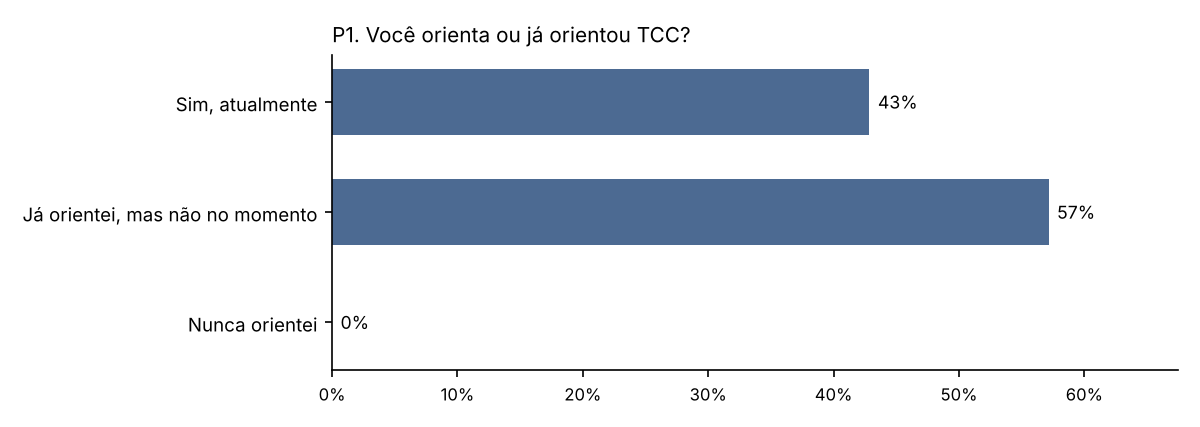 P1. Você orienta ou já orientou TCC?
Sim, atualmente
43%
Já orientei, mas não no momento
57%
Nunca orientei
0%
0% 10% 20% 30% 40% 50% 60%